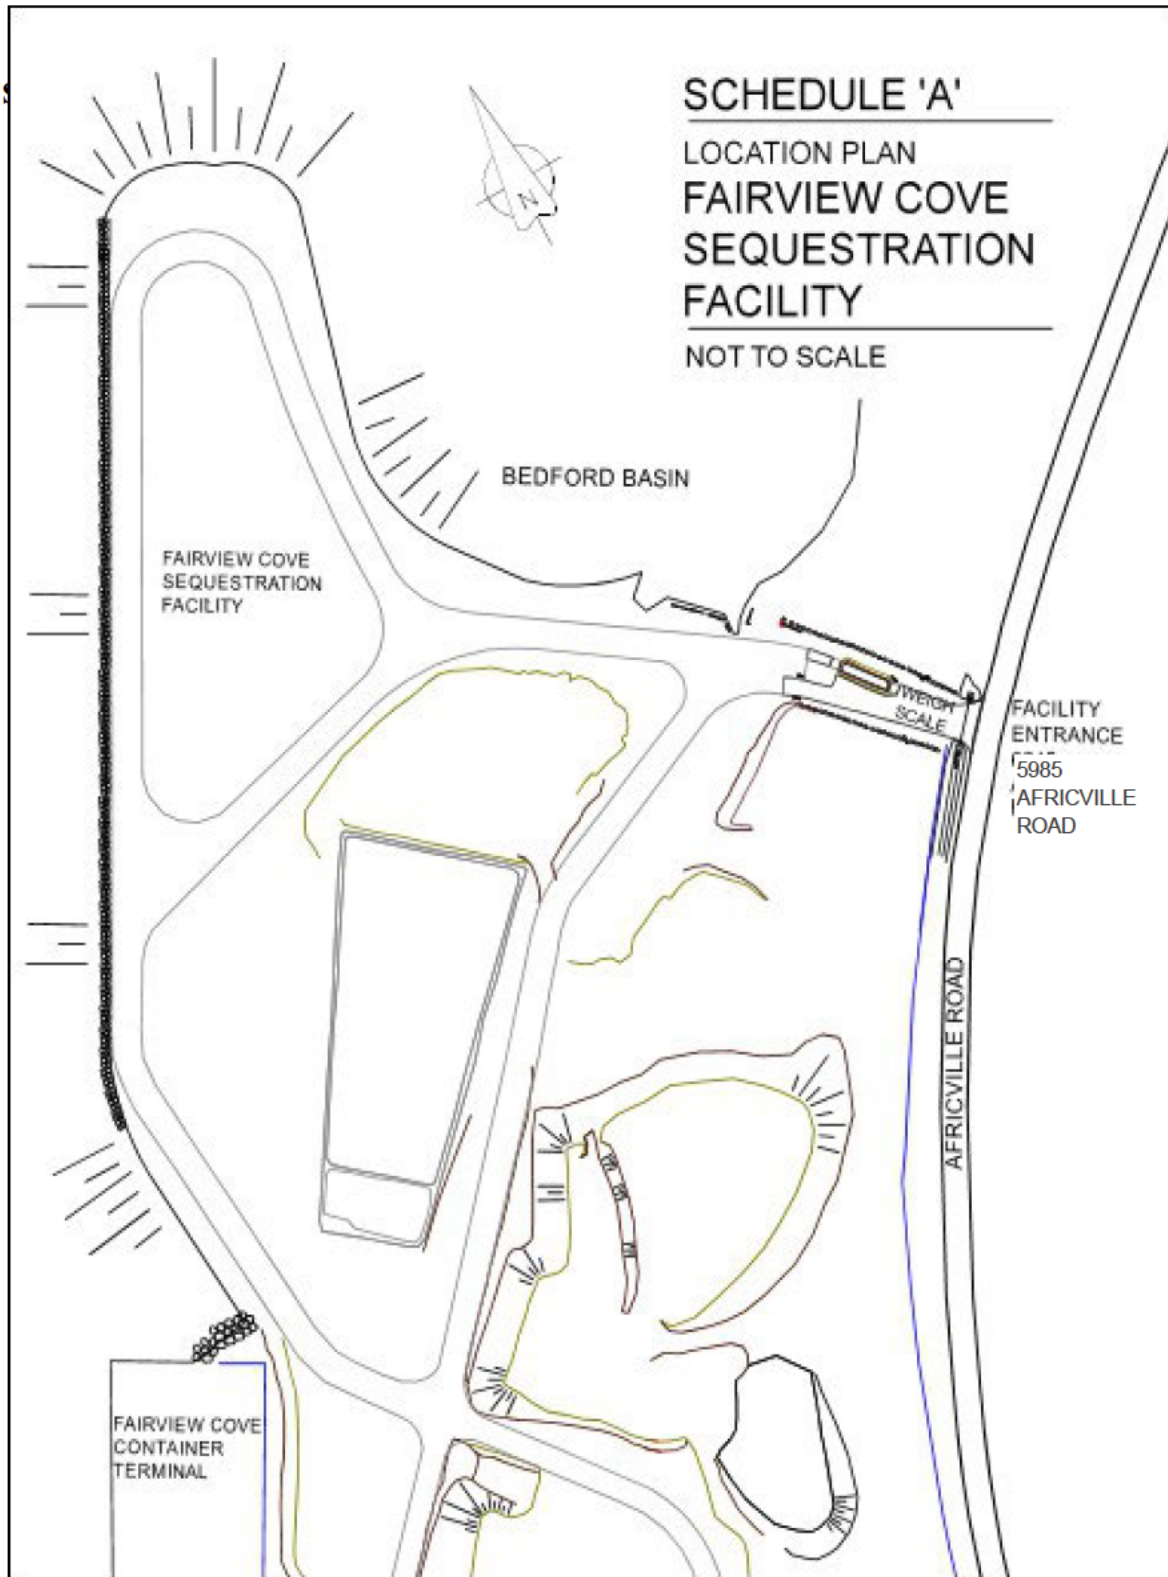 SCHEDULE 'A'
LOCATION PLAN
FAIRVIEW COVE
SEQUESTRATION
FACILITY
NOT TO SCALE
N
BEDFORD BASIN
FAIRVIEW COVE
SEQUESTRATION
FACILITY
WEIGH
SCALE
FACILITY
ENTRANCE
5985
AFRICVILLE
ROAD
AFRICVILLE ROAD
FAIRVIEW COVE
CONTAINER
TERMINAL